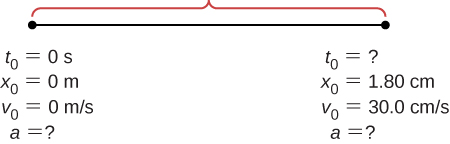 t₀ = 0 s
x₀ = 0 m
v₀ = 0 m/s
a =?
t₀ = ?
x₀ = 1.80 cm
v₀ = 30.0 cm/s
a =?